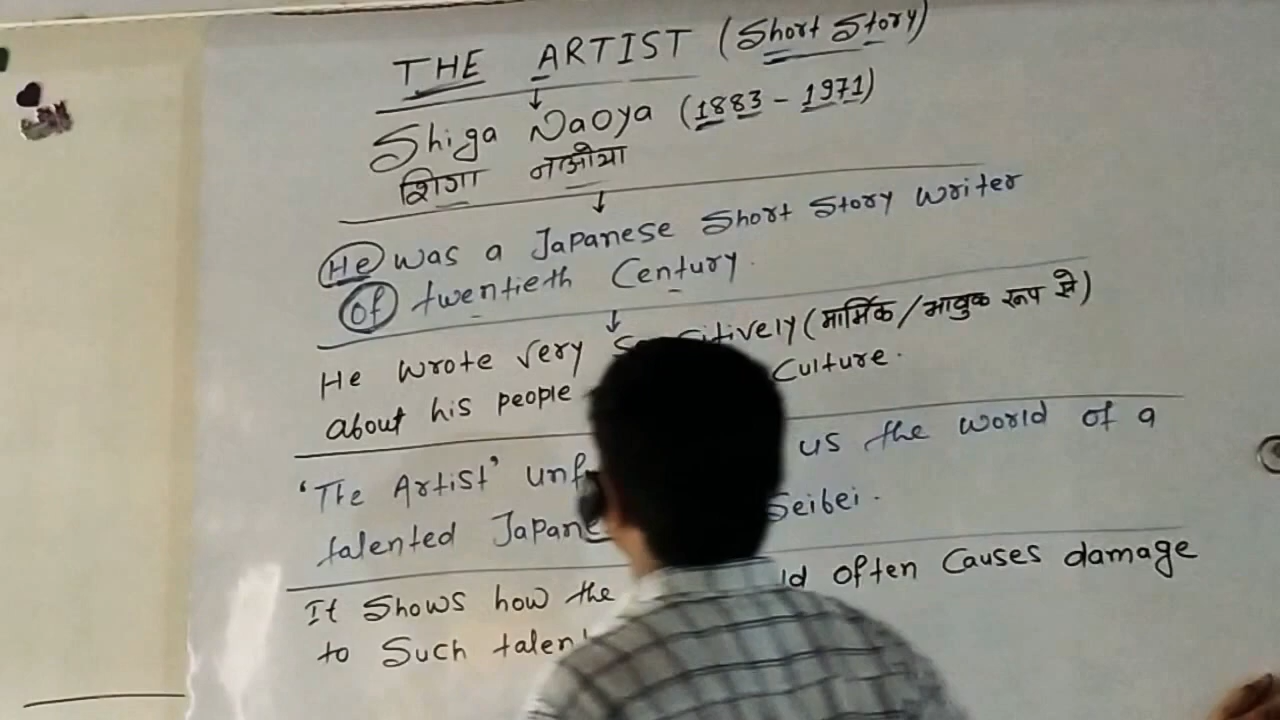 THE ARTIST (Short Story)
Shiga Naoya (1883 - 1971)
शिगा नाओया
He was a Japanese Short Story writer
of twentieth Century.
He wrote very (मार्मिक/भावुक रूप से)
about his people Culture.
'The Artist' us the world of a
talented Seibei.
It Shows how the often Causes damage
to Such